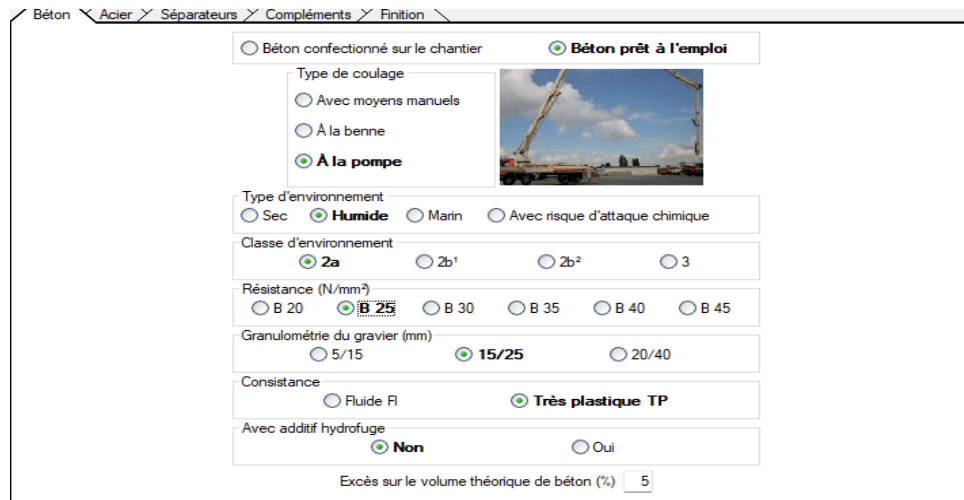 Béton Acier Séparateurs Compléments Finition
Béton confectionné sur le chantier Béton prêt à l'emploi
Type de coulage
Avec moyens manuels
À la benne
À la pompe
Type d'environnement
Sec Humide Marin Avec risque d'attaque chimique
Classe d'environnement
2a 2b¹ 2b² 3
Résistance (N/mm²)
B 20 B 25 B 30 B 35 B 40 B 45
Granulométrie du gravier (mm)
5/15 15/25 20/40
Consistance
Fluide Fl Très plastique TP
Avec additif hydrofuge
Non Oui
Excès sur le volume théorique de béton (%) 5